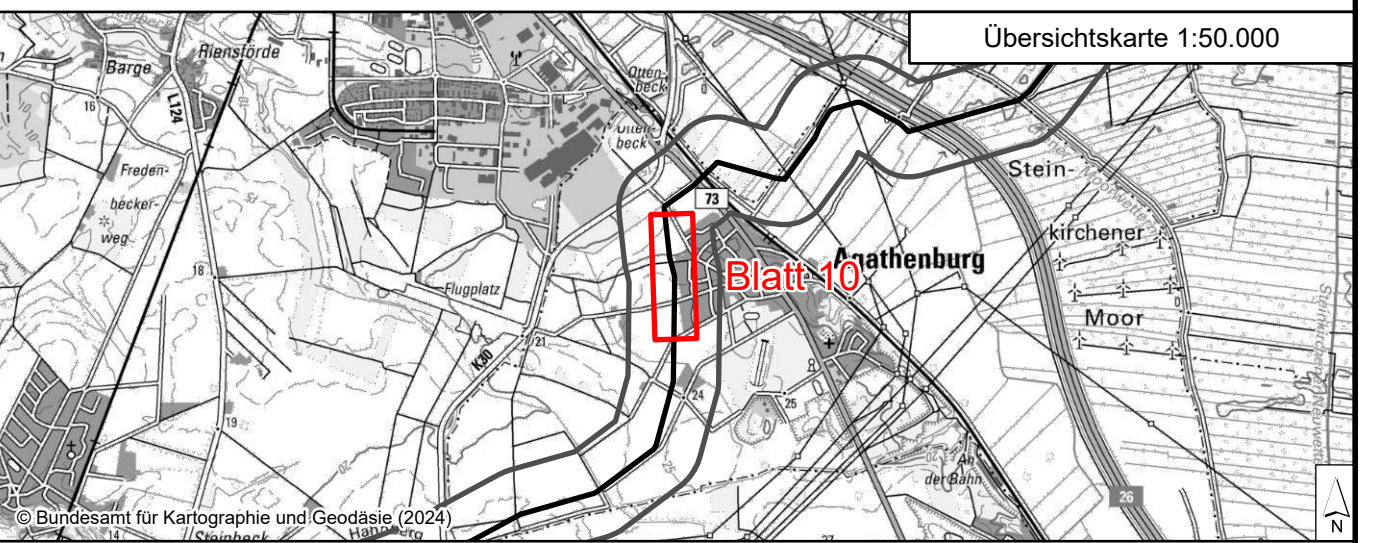 Übersichtskarte 1:50.000
Riensförde
Barge
16
L124
Otten-
beck
Otten-
beck
Freden-
becker-
weg
Stein-
kirchener
Moor
73
Agathenburg
Blatt 10
18
Flugplatz
21
K30
24
25
19
20
25
An
der Bahn
26
N
© Bundesamt für Kartographie und Geodäsie (2024)
14
Steinbeck